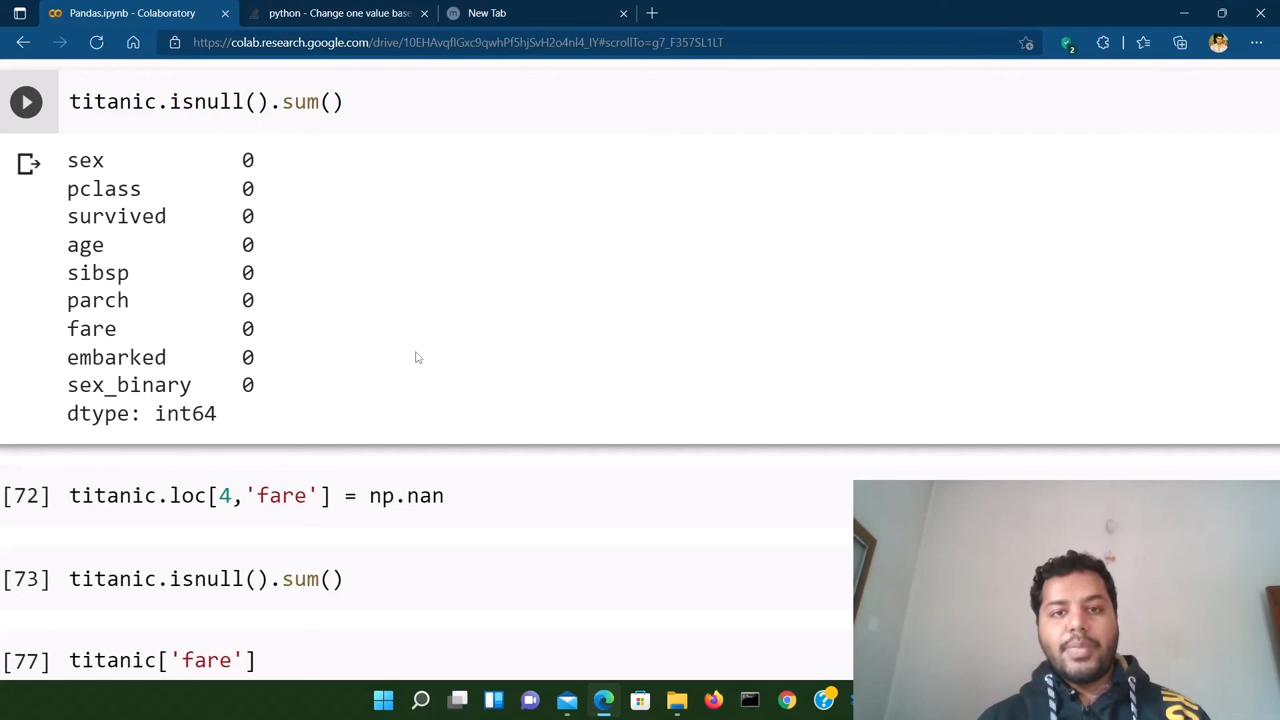 Pandas.ipynb - Colaboratory
python - Change one value base
New Tab
https://colab.research.google.com/drive/10EHAvqflGxc9qwhPf5hjSvH2o4nl4_IY#scrollTo=g7_F357SL1LT
2
titanic.isnull().sum()
sex 0
pclass 0
survived 0
age 0
sibsp 0
parch 0
fare 0
embarked 0
sex_binary 0
dtype: int64
[72] titanic.loc[4,'fare'] = np.nan
[73] titanic.isnull().sum()
[77] titanic['fare']